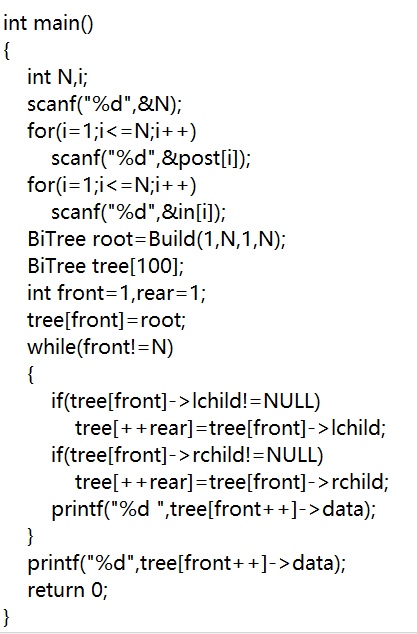 int main()
{
int N,i;
scanf("%d",&N);
for(i=1;i<=N;i++)
scanf("%d",&post[i]);
for(i=1;i<=N;i++)
scanf("%d",&in[i]);
BiTree root=Build(1,N,1,N);
BiTree tree[100];
int front=1,rear=1;
tree[front]=root;
while(front!=N)
{
if(tree[front]->lchild!=NULL)
tree[++rear]=tree[front]->lchild;
if(tree[front]->rchild!=NULL)
tree[++rear]=tree[front]->rchild;
printf("%d ",tree[front++]->data);
}
printf("%d",tree[front++]->data);
return 0;
}